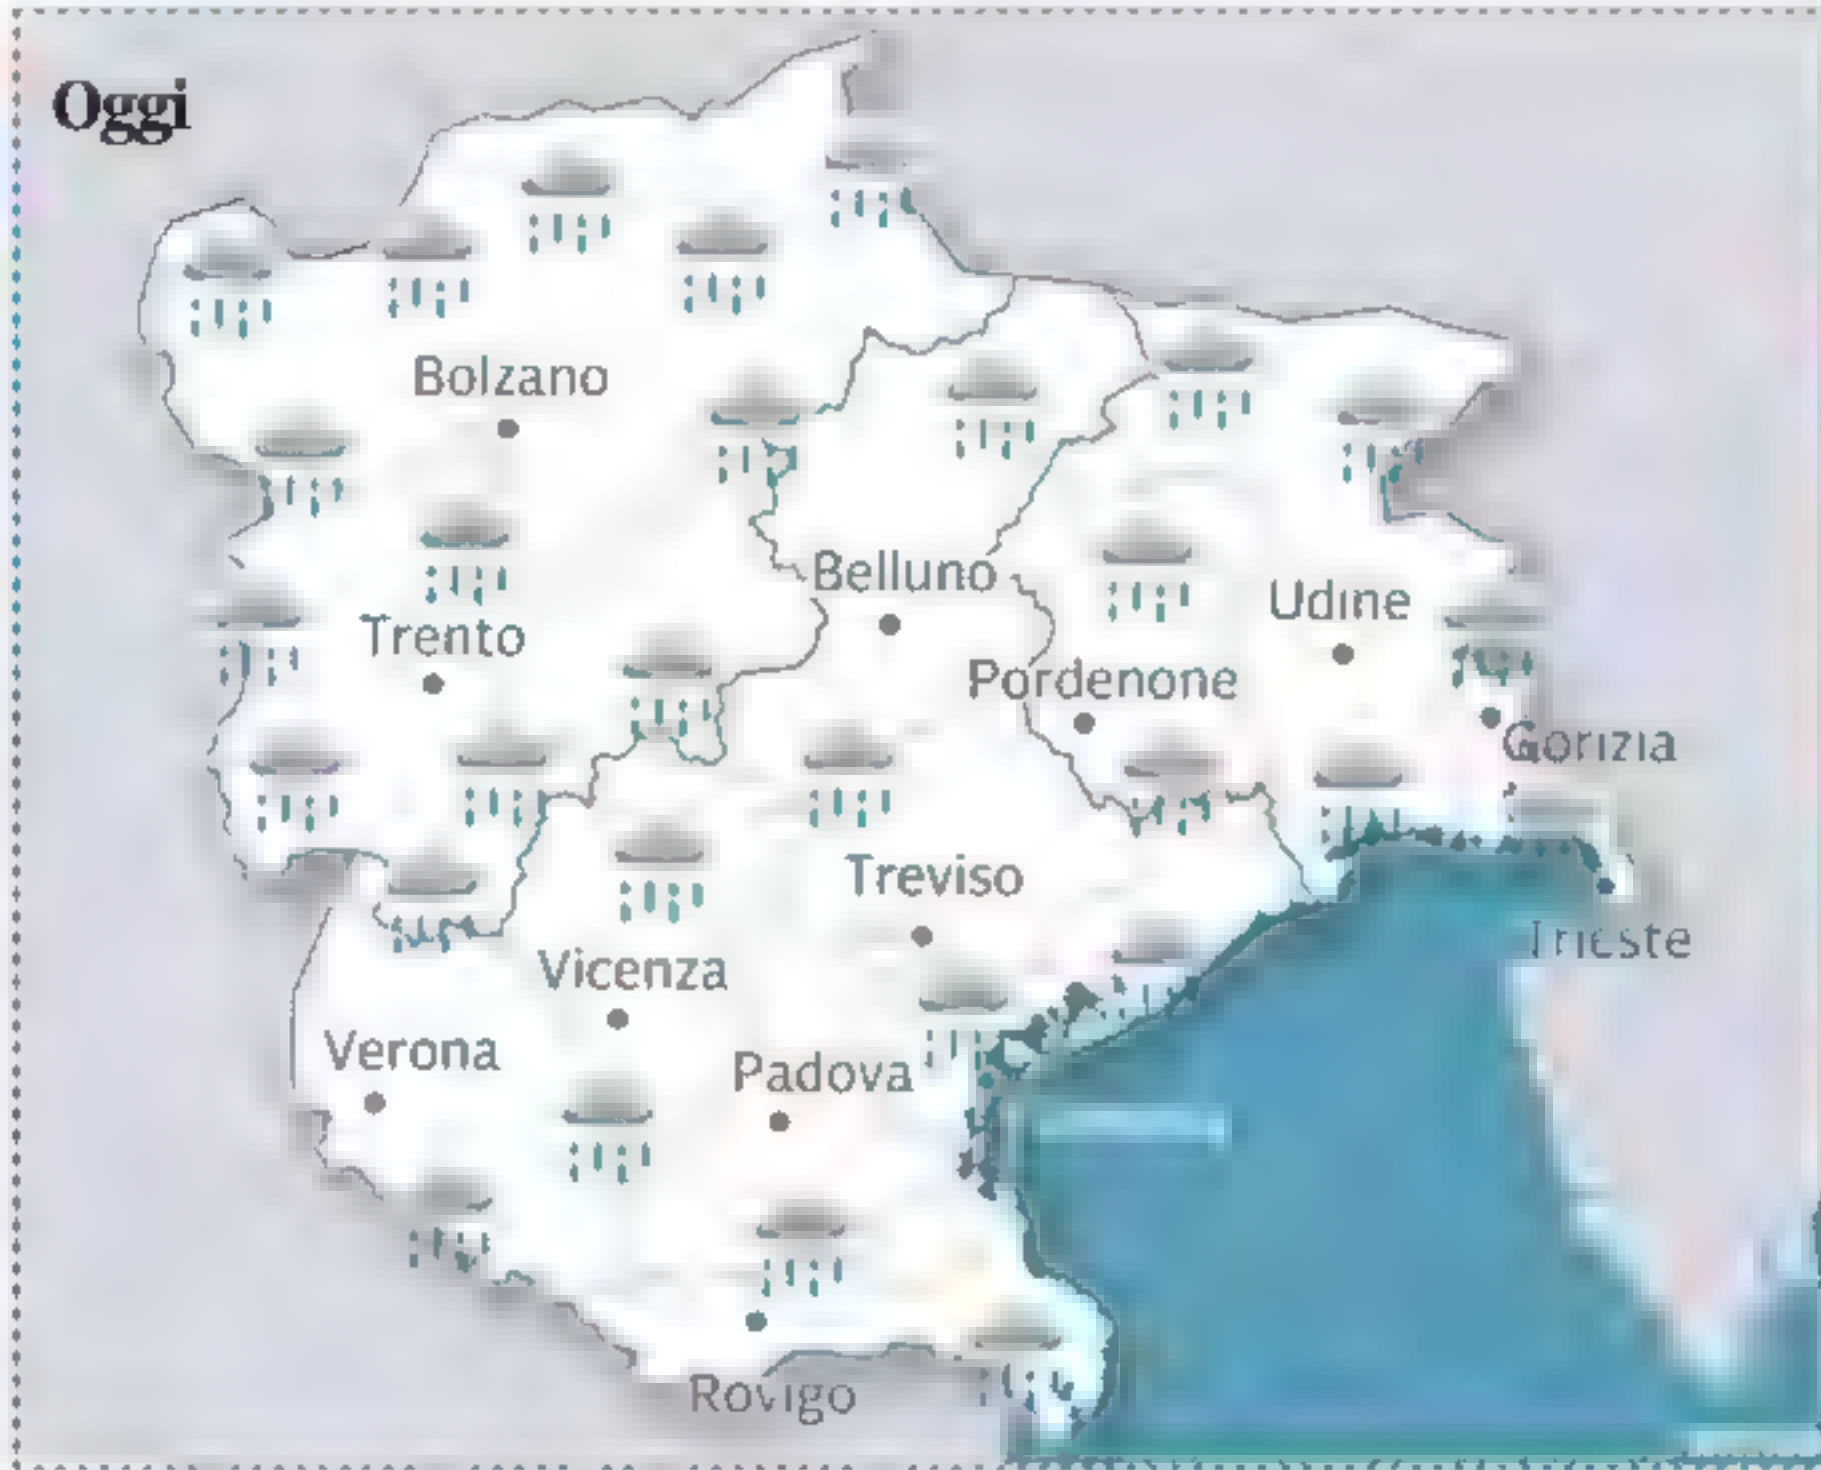 Oggi
Bolzano
Belluno
Udine
Trento
Pordenone
Gorizia
Treviso
Trieste
Vicenza
Verona
Padova
Rovigo